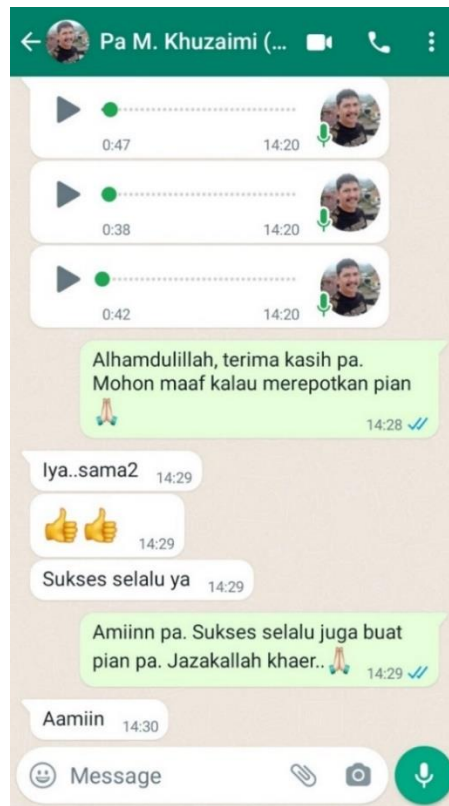 Pa M. Khuzaimi (...
0:47 14:20
0:38 14:20
0:42 14:20
Alhamdulillah, terima kasih pa.
Mohon maaf kalau merepotkan pian
🙏🏻
14:28
Iya..sama2 14:29
👍👍 14:29
Sukses selalu ya 14:29
Amiinn pa. Sukses selalu juga buat
pian pa. Jazakallah khaer..🙏🏻 14:29
Aamiin 14:30
Message